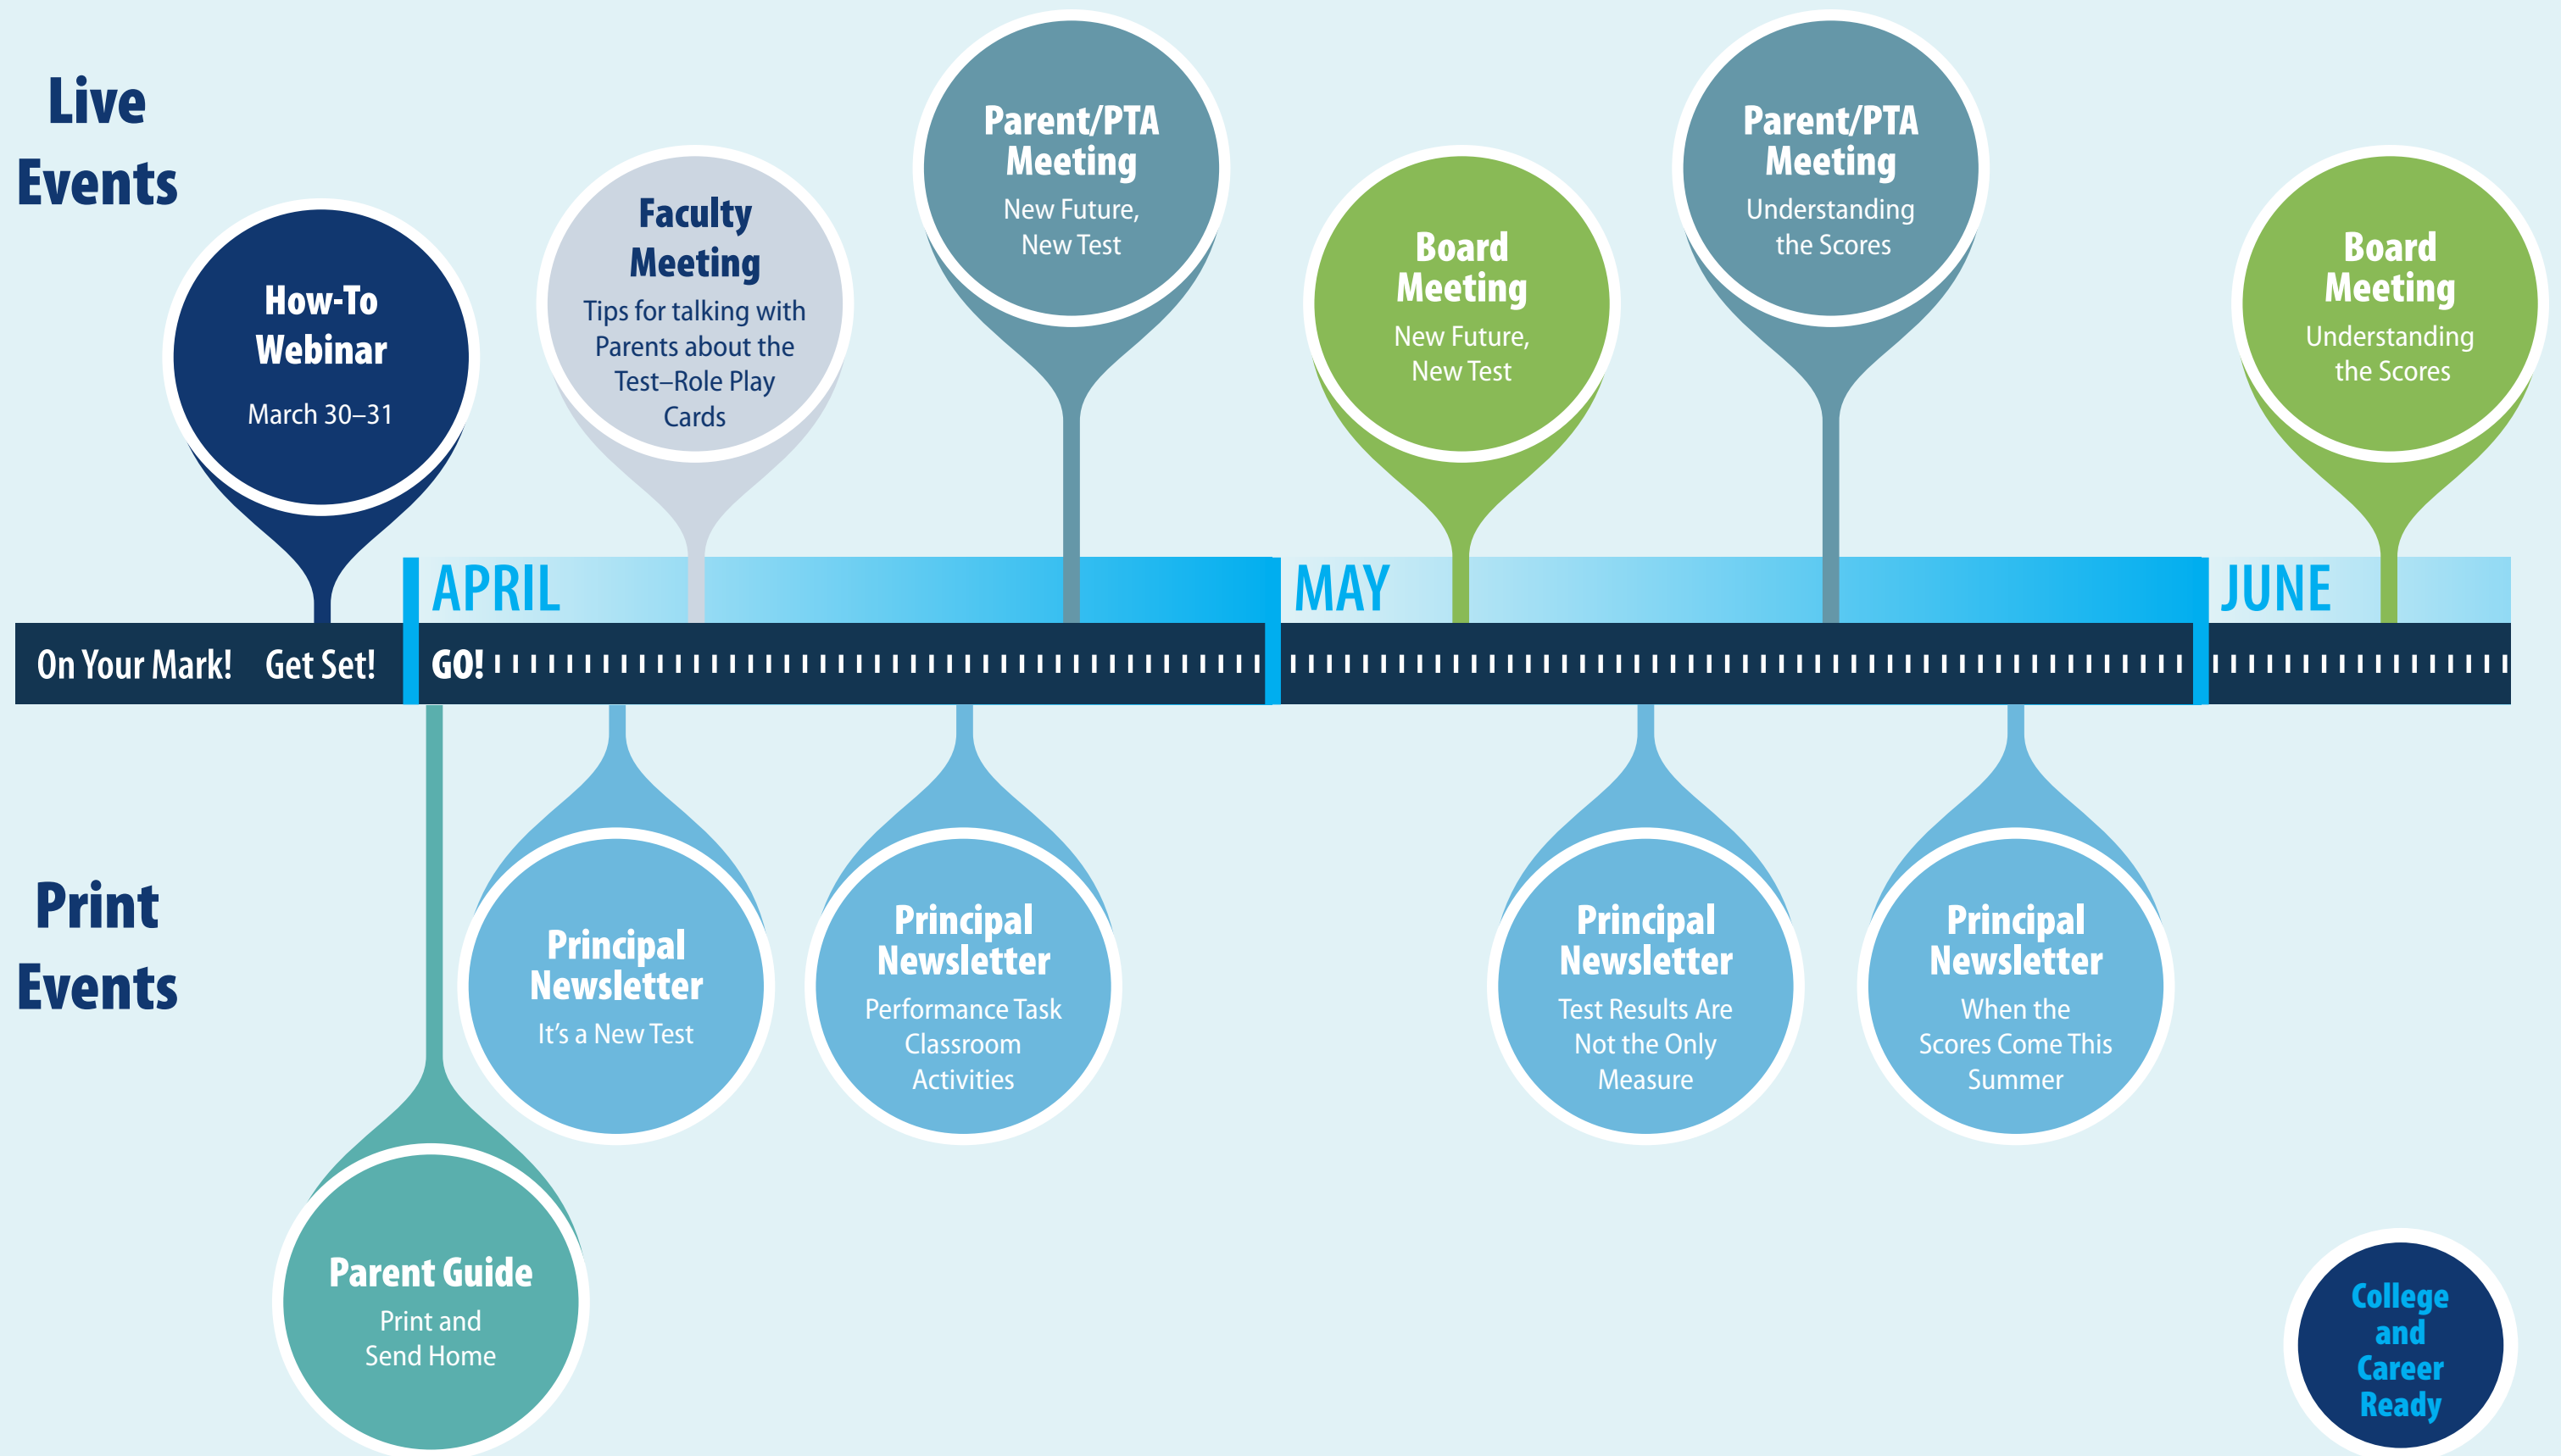 Live
Events
How-To
Webinar
March 30–31
Faculty
Meeting
Tips for talking with
Parents about the
Test–Role Play
Cards
Parent/PTA
Meeting
New Future,
New Test
Board
Meeting
New Future,
New Test
Parent/PTA
Meeting
Understanding
the Scores
Board
Meeting
Understanding
the Scores
APRIL
MAY
JUNE
On Your Mark! Get Set! GO!
Print
Events
Parent Guide
Print and
Send Home
Principal
Newsletter
It’s a New Test
Principal
Newsletter
Performance Task
Classroom
Activities
Principal
Newsletter
Test Results Are
Not the Only
Measure
Principal
Newsletter
When the
Scores Come This
Summer
College
and
Career
Ready